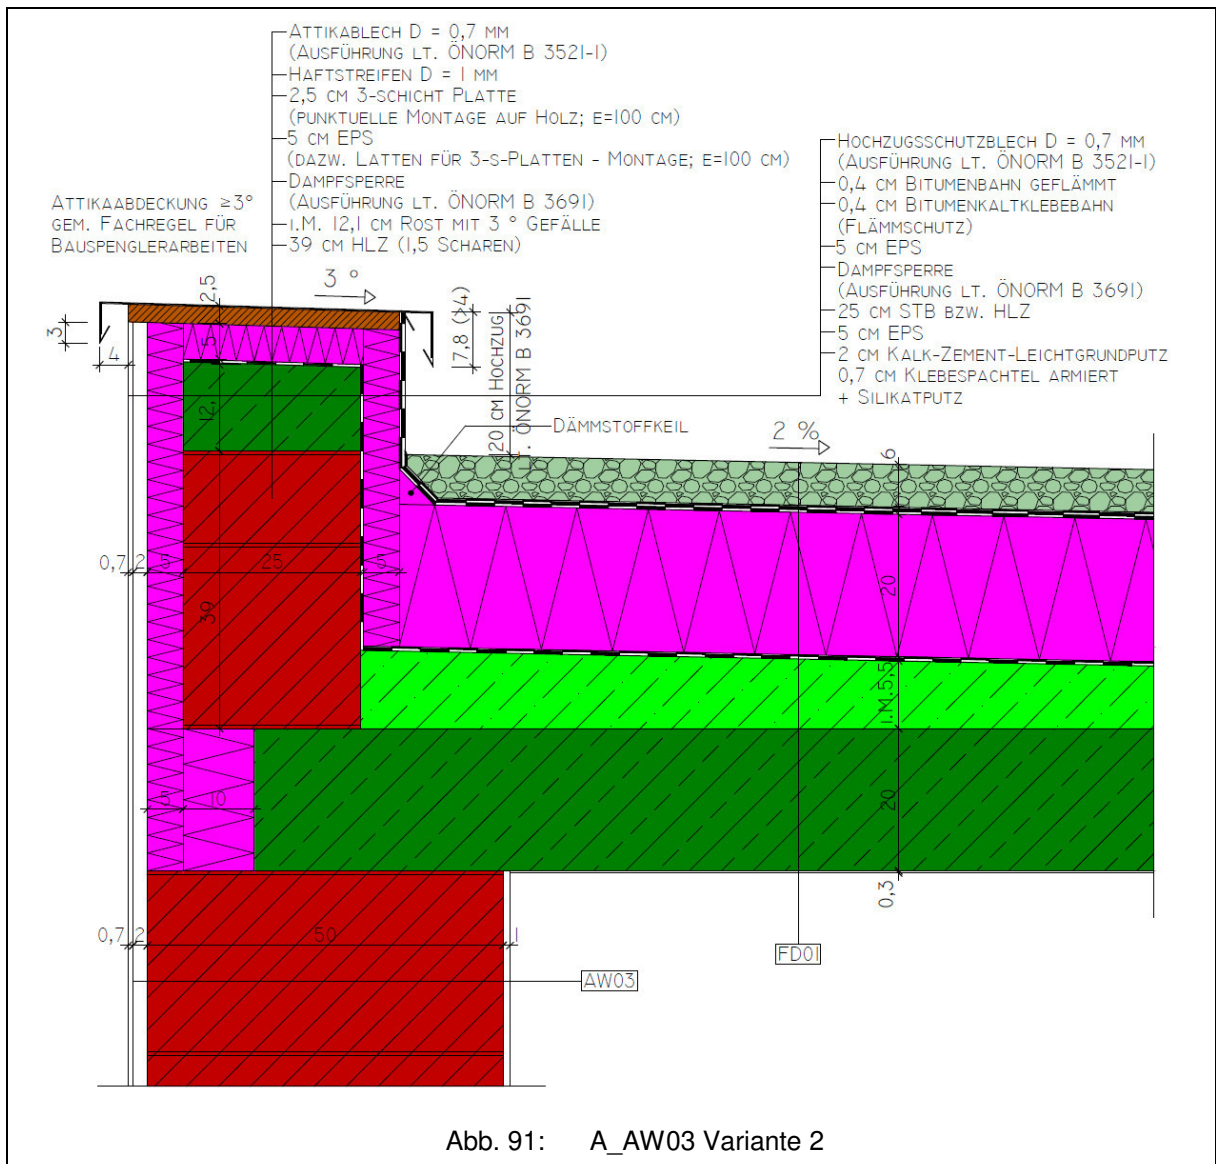 ATTIKABLECH D = 0,7 MM
(AUSFÜHRUNG LT. ÖNORM B 3521-1)
HAFTSTREIFEN D = 1 MM
2,5 CM 3-SCHICHT PLATTE
(PUNKTUELLE MONTAGE AUF HOLZ; E=100 CM)
5 CM EPS
(DAZW. LATTEN FÜR 3-S-PLATTEN - MONTAGE; E=100 CM)
DAMPFSPERRE
(AUSFÜHRUNG LT. ÖNORM B 3691)
I.M. 12,1 CM ROST MIT 3 ° GEFÄLLE
39 CM HLZ (1,5 SCHAREN)
HOCHZUGSSCHUTZBLECH D = 0,7 MM
(AUSFÜHRUNG LT. ÖNORM B 3521-1)
0,4 CM BITUMENBAHN GEFLÄMMT
0,4 CM BITUMENKALTKLEBEBAHN
(FLÄMMSCHUTZ)
5 CM EPS
DAMPFSPERRE
(AUSFÜHRUNG LT. ÖNORM B 3691)
25 CM STB BZW. HLZ
5 CM EPS
2 CM KALK-ZEMENT-LEICHTGRUNDPUTZ
0,7 CM KLEBESPACHTEL ARMIERT
+ SILIKATPUTZ
ATTIKAABDECKUNG ≥3°
GEM. FACHREGEL FÜR
BAUSPENGLERARBEITEN
3 °
2,5
3
4
5
12,
7,8 (≥4)
20 CM HOCHZUG
. ÖNORM B 3691
DÄMMSTOFFKEIL
2 %
6
0,7
2
5
25
5
39
20
I.M.5,5
5
10
20
0,3
0,7
2
50
1
FD01
AW03
Abb. 91: A_AW03 Variante 2